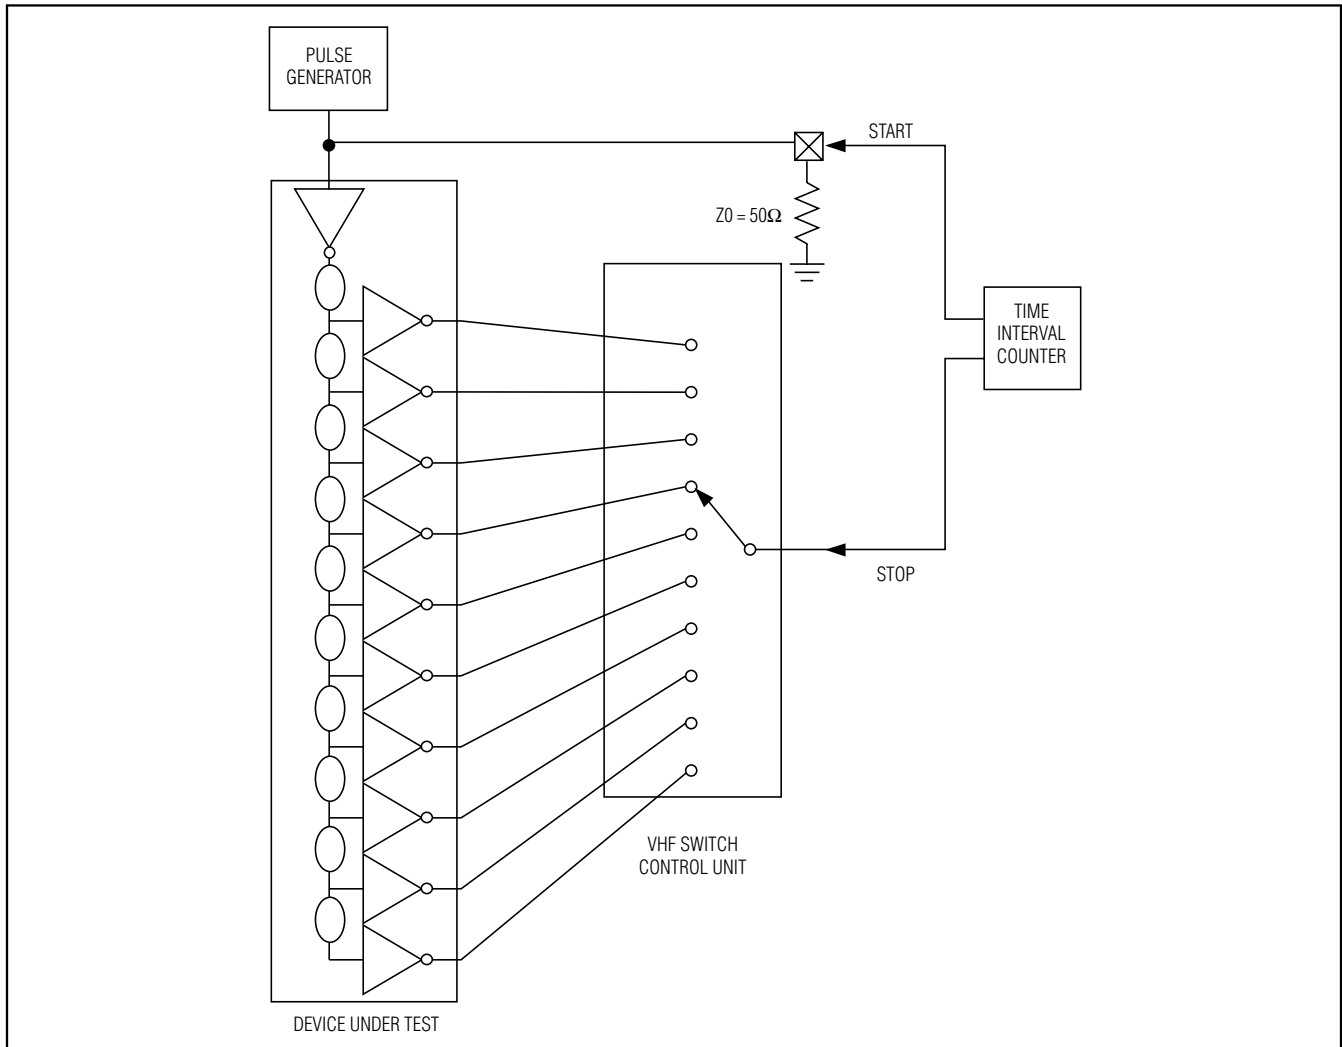 PULSE
GENERATOR
START
Z0 = 50Ω
TIME
INTERVAL
COUNTER
STOP
VHF SWITCH
CONTROL UNIT
DEVICE UNDER TEST